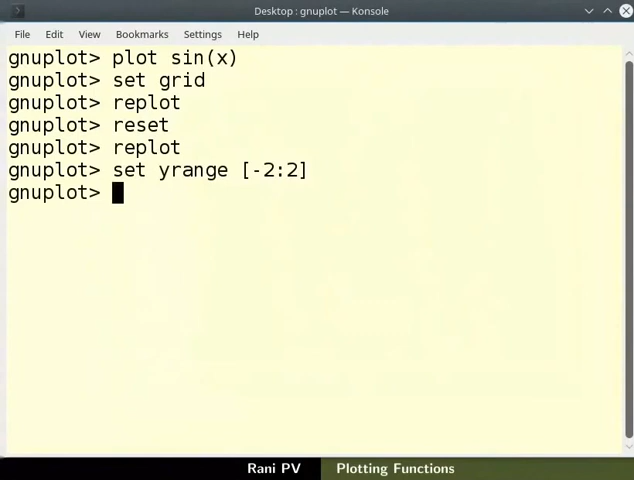 Desktop : gnuplot — Konsole
File Edit View Bookmarks Settings Help
gnuplot> plot sin(x)
gnuplot> set grid
gnuplot> replot
gnuplot> reset
gnuplot> replot
gnuplot> set yrange [-2:2]
gnuplot>
Rani PV Plotting Functions